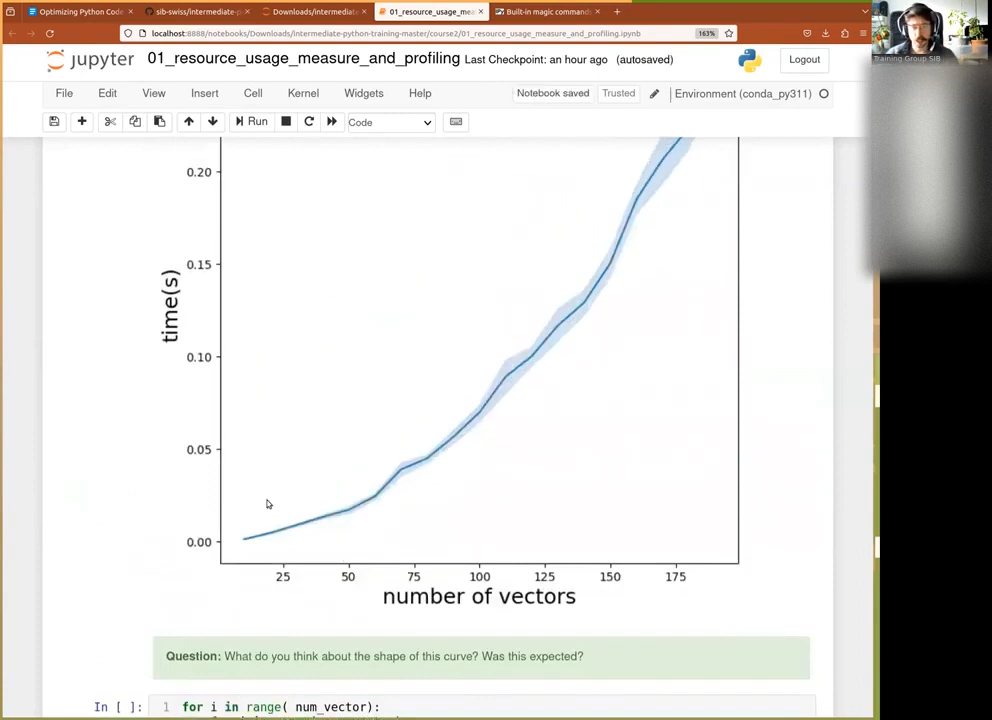 Optimizing Python Code
sib-swiss/intermediate-p
Downloads/intermediate
01_resource_usage_mea
Built-in magic command
localhost:8888/notebooks/Downloads/intermediate-python-training-master/course2/01_resource_usage_measure_and_profiling.ipynb
163%
Training Group SIB
jupyter 01_resource_usage_measure_and_profiling Last Checkpoint: an hour ago (autosaved)
Logout
File Edit View Insert Cell Kernel Widgets Help
Notebook saved Trusted Environment (conda_py311)
Run Code
0.20
0.15
0.10
0.05
0.00
time(s)
25 50 75 100 125 150 175
number of vectors
Question: What do you think about the shape of this curve? Was this expected?
In [ ]: 1 for i in range( num_vector):